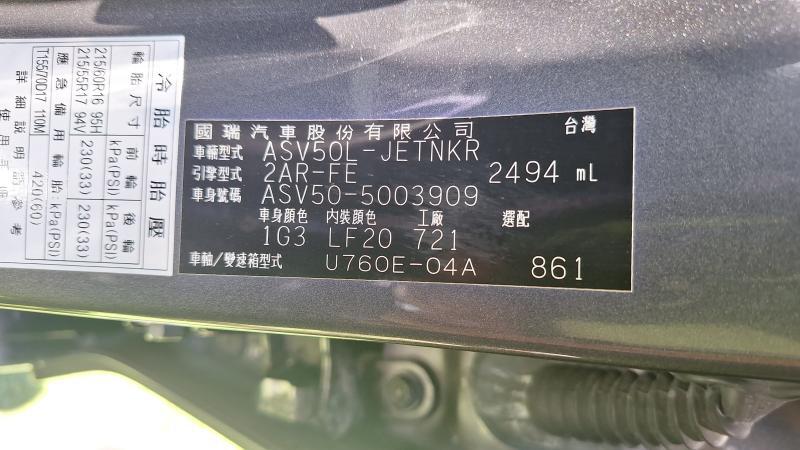 冷胎時胎壓
輪胎尺寸
前輪 kPa(PSI)
後輪 kPa(PSI)
215/60R16 95H
215/55R17 94V
230(33)
230(33)
應急備用輪胎:kPa(PSI)
T155/70D17 110M
420(60)
詳細說明請參考
國瑞汽車股份有限公司 台灣
車輛型式 ASV50L-JETNKR
引擎型式 2AR-FE 2494 mL
車身號碼 ASV50-5003909
車身顏色 內裝顏色 工廠 選配
1G3 LF20 721
車軸/變速箱型式 U760E-04A 861